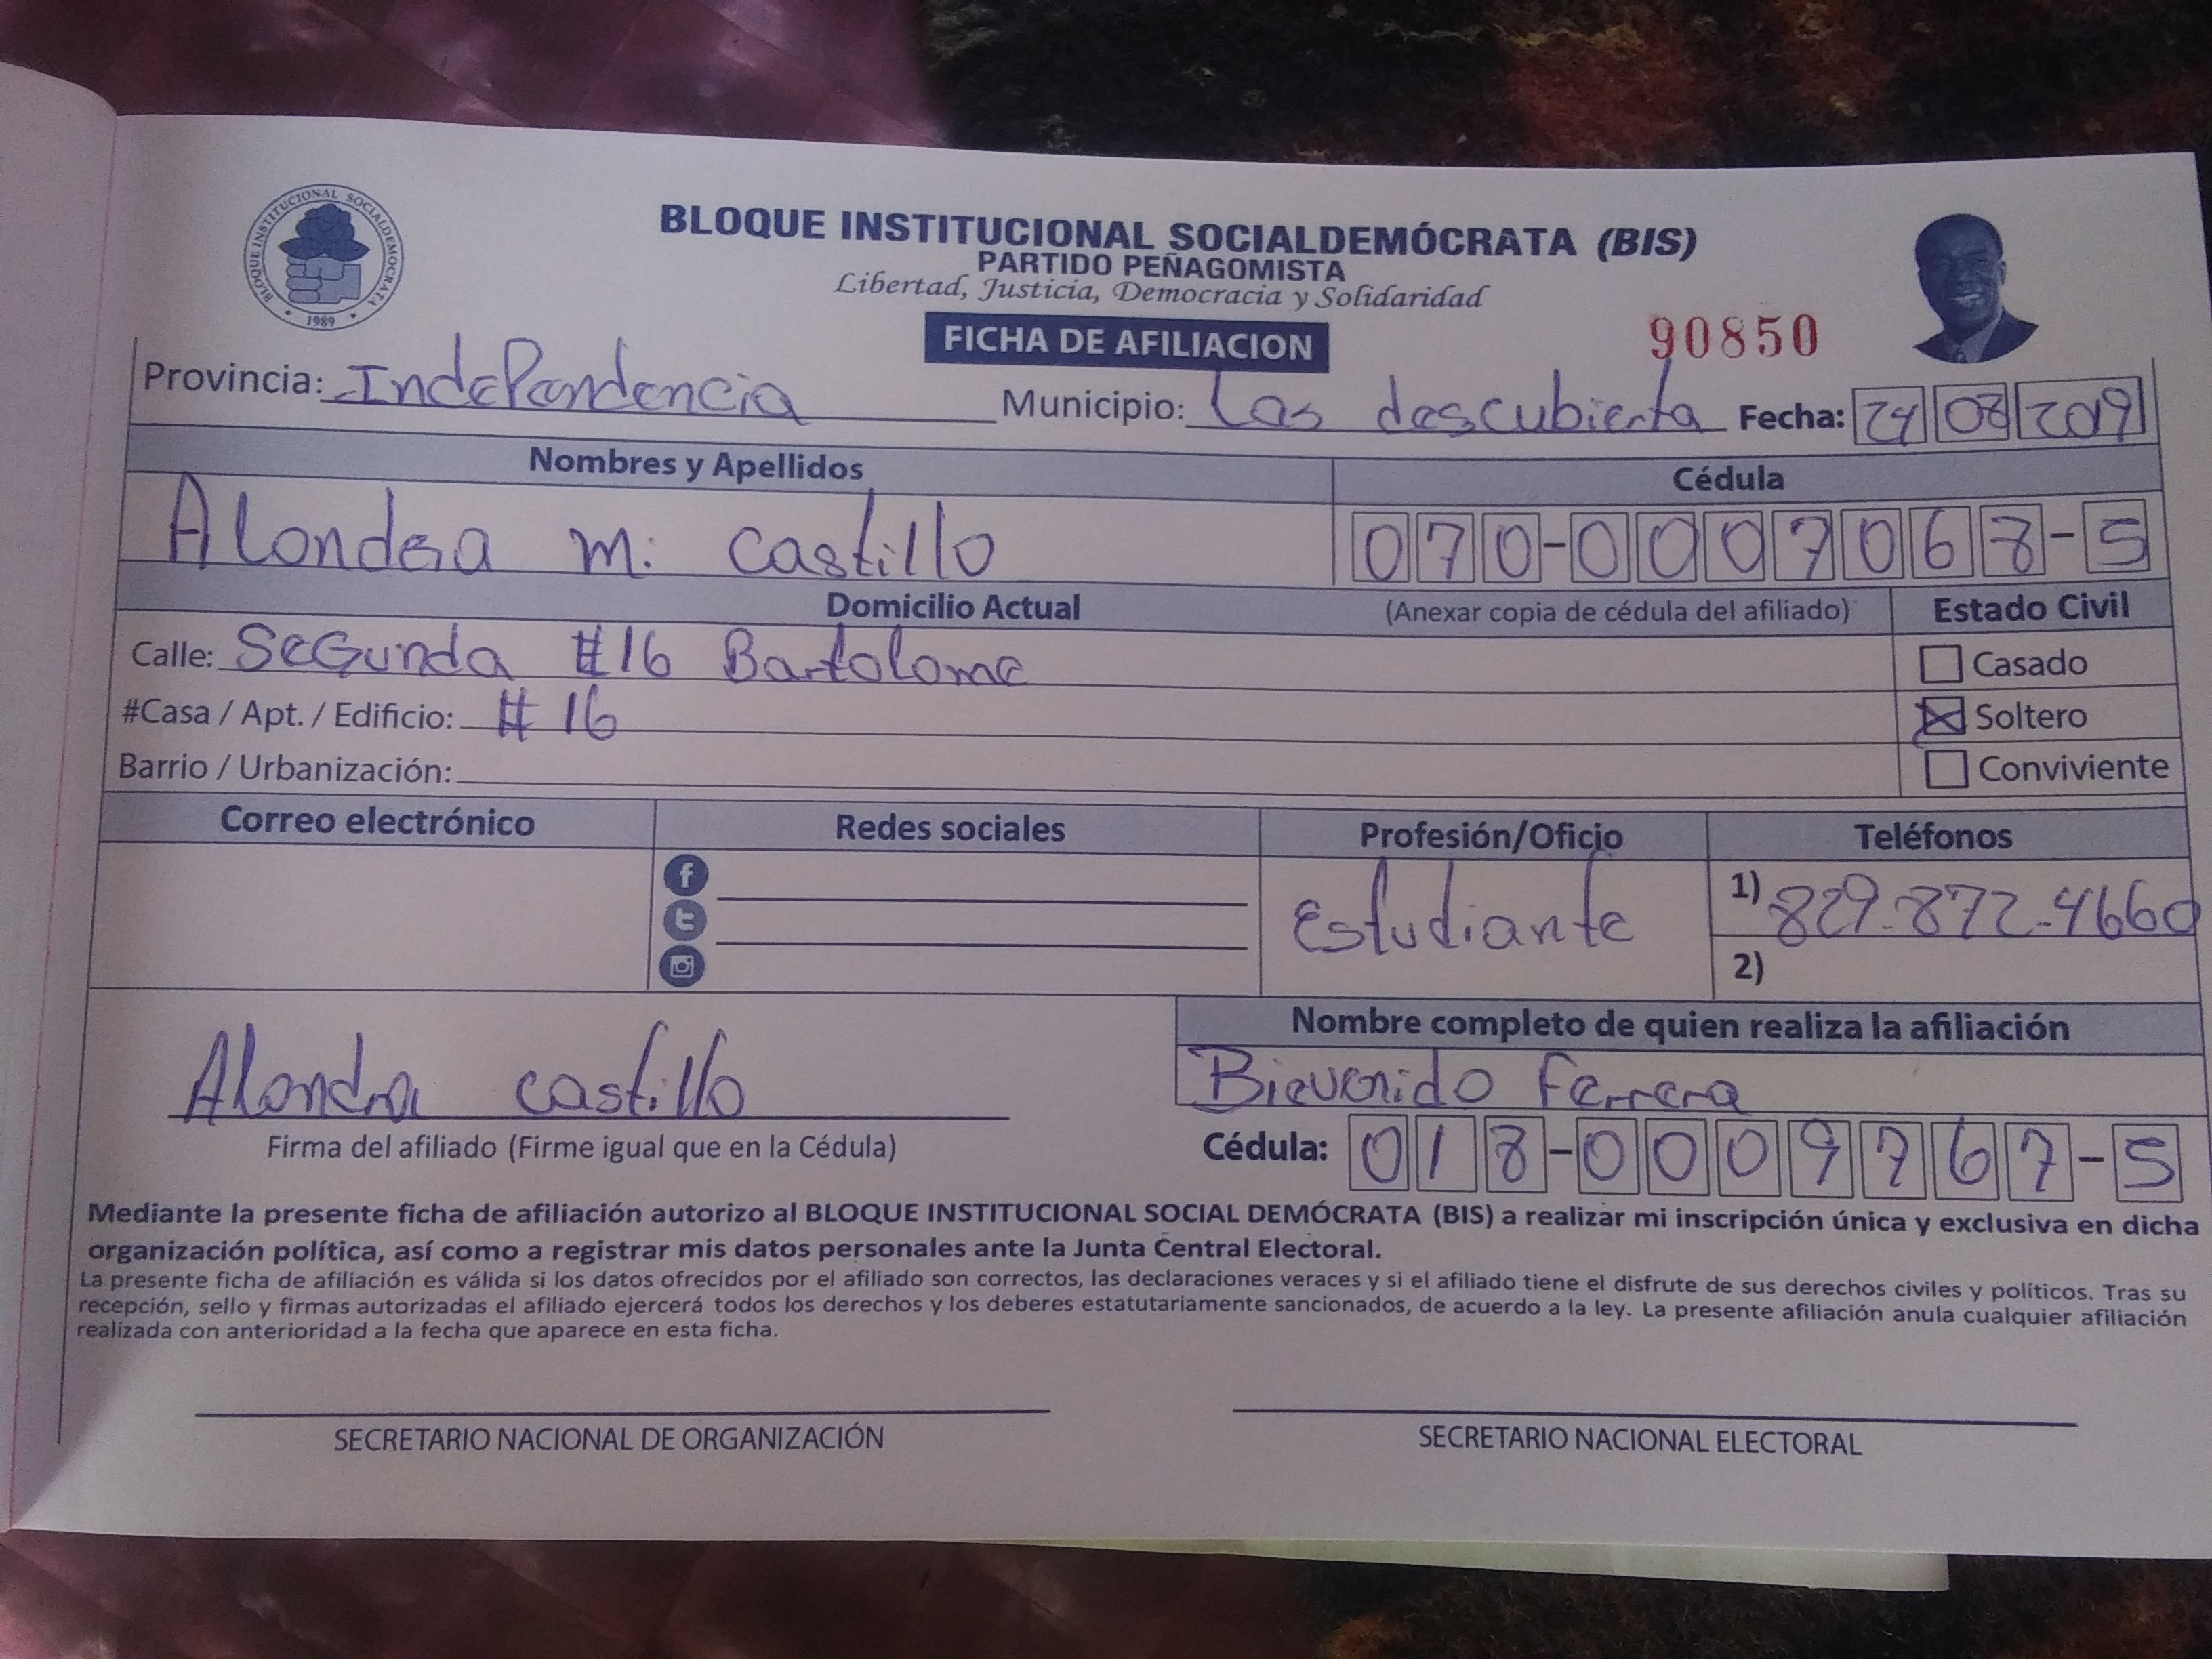 BLOQUE INSTITUCIONAL SOCIALDEMOCRATA
1989
BLOQUE INSTITUCIONAL SOCIALDEMÓCRATA (BIS)
PARTIDO PEÑAGOMISTA
Libertad, Justicia, Democracia y Solidaridad
FICHA DE AFILIACION
90850
Provincia: Independencia Municipio: Las descubierta Fecha: 24 08 2019
Nombres y Apellidos Cédula
Alondra M. Castillo 070-0007067-5
Domicilio Actual (Anexar copia de cédula del afiliado) Estado Civil
Calle: Segunda #16 Bartolome Casado
#Casa / Apt. / Edificio: #16 Soltero
Barrio / Urbanización: Conviviente
Correo electrónico Redes sociales Profesión/Oficio Teléfonos
Estudiante 1) 829-872-4660
2)
Nombre completo de quien realiza la afiliación
Alondra Castillo Bievenido Ferrera
Firma del afiliado (Firme igual que en la Cédula) Cédula: 018-0009767-5
Mediante la presente ficha de afiliación autorizo al BLOQUE INSTITUCIONAL SOCIAL DEMÓCRATA (BIS) a realizar mi inscripción única y exclusiva en dicha
organización política, así como a registrar mis datos personales ante la Junta Central Electoral.
La presente ficha de afiliación es válida si los datos ofrecidos por el afiliado son correctos, las declaraciones veraces y si el afiliado tiene el disfrute de sus derechos civiles y políticos. Tras su
recepción, sello y firmas autorizadas el afiliado ejercerá todos los derechos y los deberes estatutariamente sancionados, de acuerdo a la ley. La presente afiliación anula cualquier afiliación
realizada con anterioridad a la fecha que aparece en esta ficha.
SECRETARIO NACIONAL DE ORGANIZACIÓN SECRETARIO NACIONAL ELECTORAL